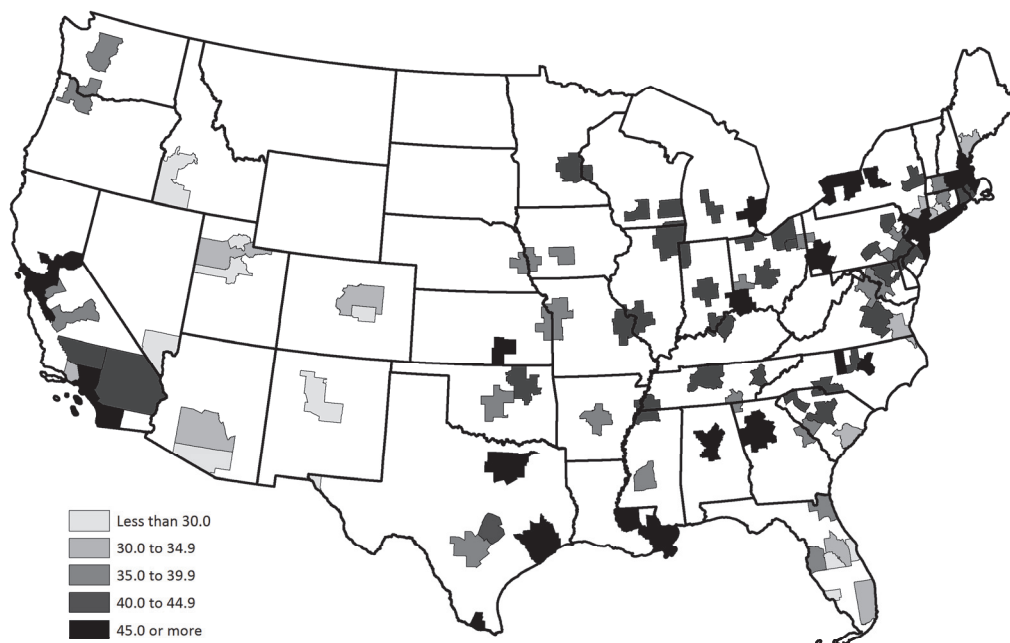 Less than 30.0
30.0 to 34.9
35.0 to 39.9
40.0 to 44.9
45.0 or more